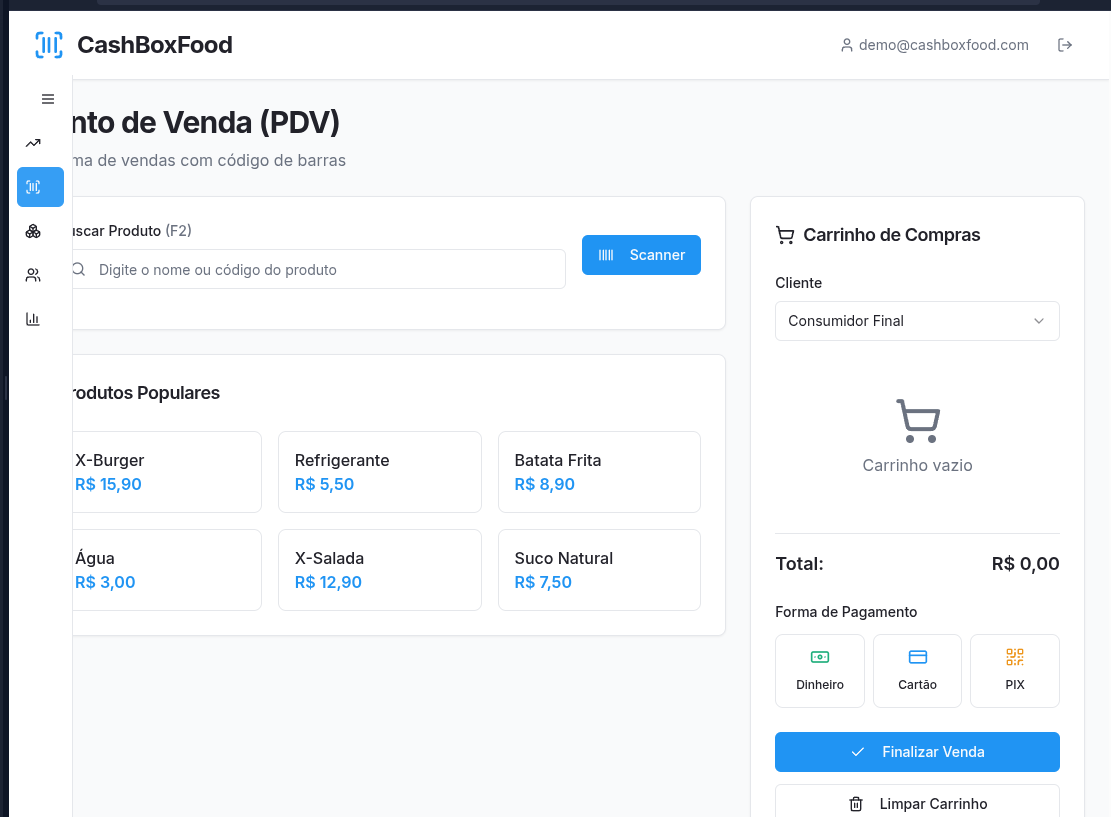 CashBoxFood
demo@cashboxfood.com
nto de Venda (PDV)
ma de vendas com código de barras
uscar Produto (F2)
Digite o nome ou código do produto
Scanner
rodutos Populares
X-Burger
R$ 15,90
Refrigerante
R$ 5,50
Batata Frita
R$ 8,90
Água
R$ 3,00
X-Salada
R$ 12,90
Suco Natural
R$ 7,50
Carrinho de Compras
Cliente
Consumidor Final
Carrinho vazio
Total: R$ 0,00
Forma de Pagamento
Dinheiro
Cartão
PIX
Finalizar Venda
Limpar Carrinho